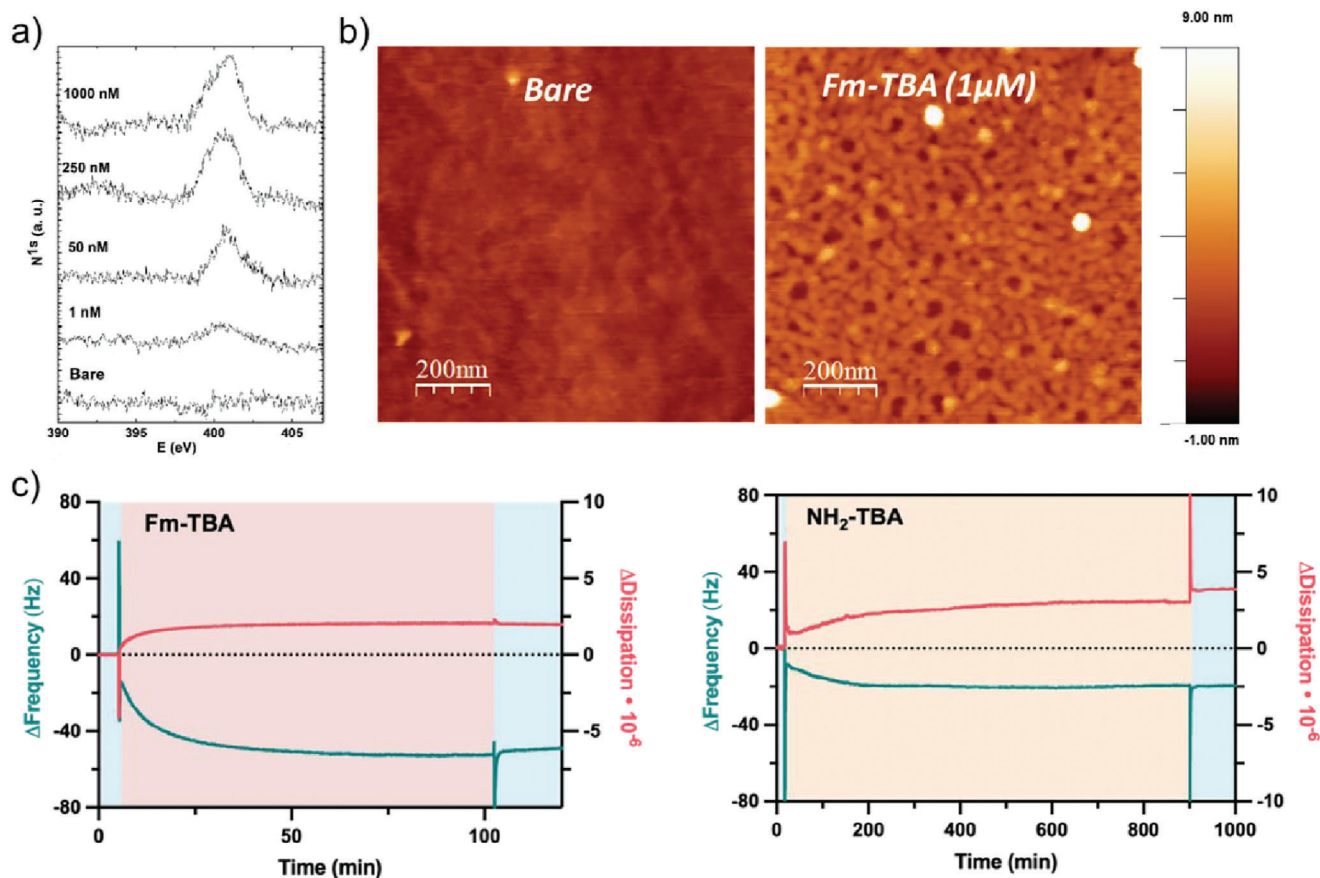 a)
1000 nM
250 nM
50 nM
1 nM
Bare
N1s (a. u.)
390 395 400 405
E (eV)
b)
Bare
200nm
Fm-TBA (1µM)
200nm
9.00 nm
-1.00 nm
c)
Fm-TBA
80
40
0
-40
-80
ΔFrequency (Hz)
10
5
0
-5
ΔDissipation • 10-6
0 50 100
Time (min)
NH2-TBA
80
40
0
-40
-80
ΔFrequency (Hz)
10
5
0
-5
-10
ΔDissipation • 10-6
0 200 400 600 800 1000
Time (min)